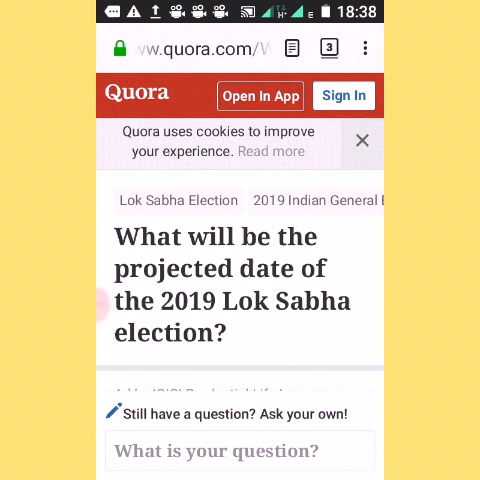 H+ E 18:38
ww.quora.com/W 3
Quora Open In App Sign In
Quora uses cookies to improve
your experience. Read more
Lok Sabha Election 2019 Indian General
What will be the
projected date of
the 2019 Lok Sabha
election?
Still have a question? Ask your own!
What is your question?